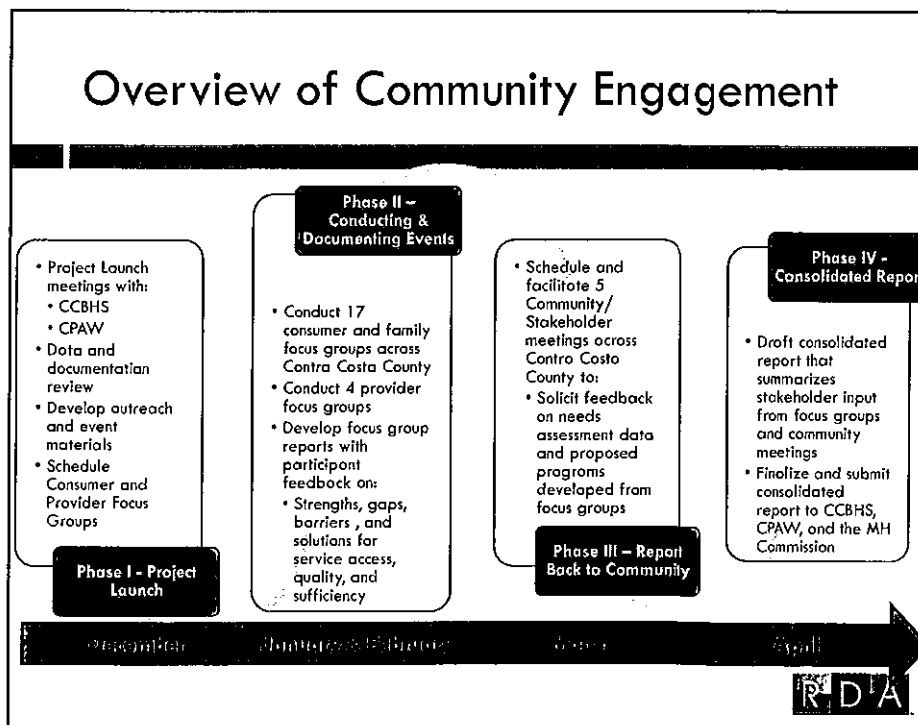 Overview of Community Engagement
• Project Launch
meetings with:
• CCBHS
• CPAW
• Data and
documentation
review
• Develop outreach
and event
materials
• Schedule
Consumer and
Provider Focus
Groups
Phase I - Project
Launch
Phase II –
Conducting &
Documenting Events
• Conduct 17
consumer and family
focus groups across
Contra Costa County
• Conduct 4 provider
focus groups
• Develop focus group
reports with
participant
feedback on:
• Strengths, gaps,
barriers , and
solutions for
service access,
quality, and
sufficiency
• Schedule and
facilitote 5
Community/
Stakeholder
meetings across
Contro Costo
County to:
• Solicit feedback
on needs
assessment data
and proposed
programs
developed from
focus groups
Phase III – Report
Back to Community
Phase IV -
Consolidated Report
• Draft consolidated
report that
summarizes
stakeholder input
from focus groups
and community
meetings
• Finalize and submit
consolidated
report to CCBHS,
CPAW, and the MH
Commission
December
April
RDA